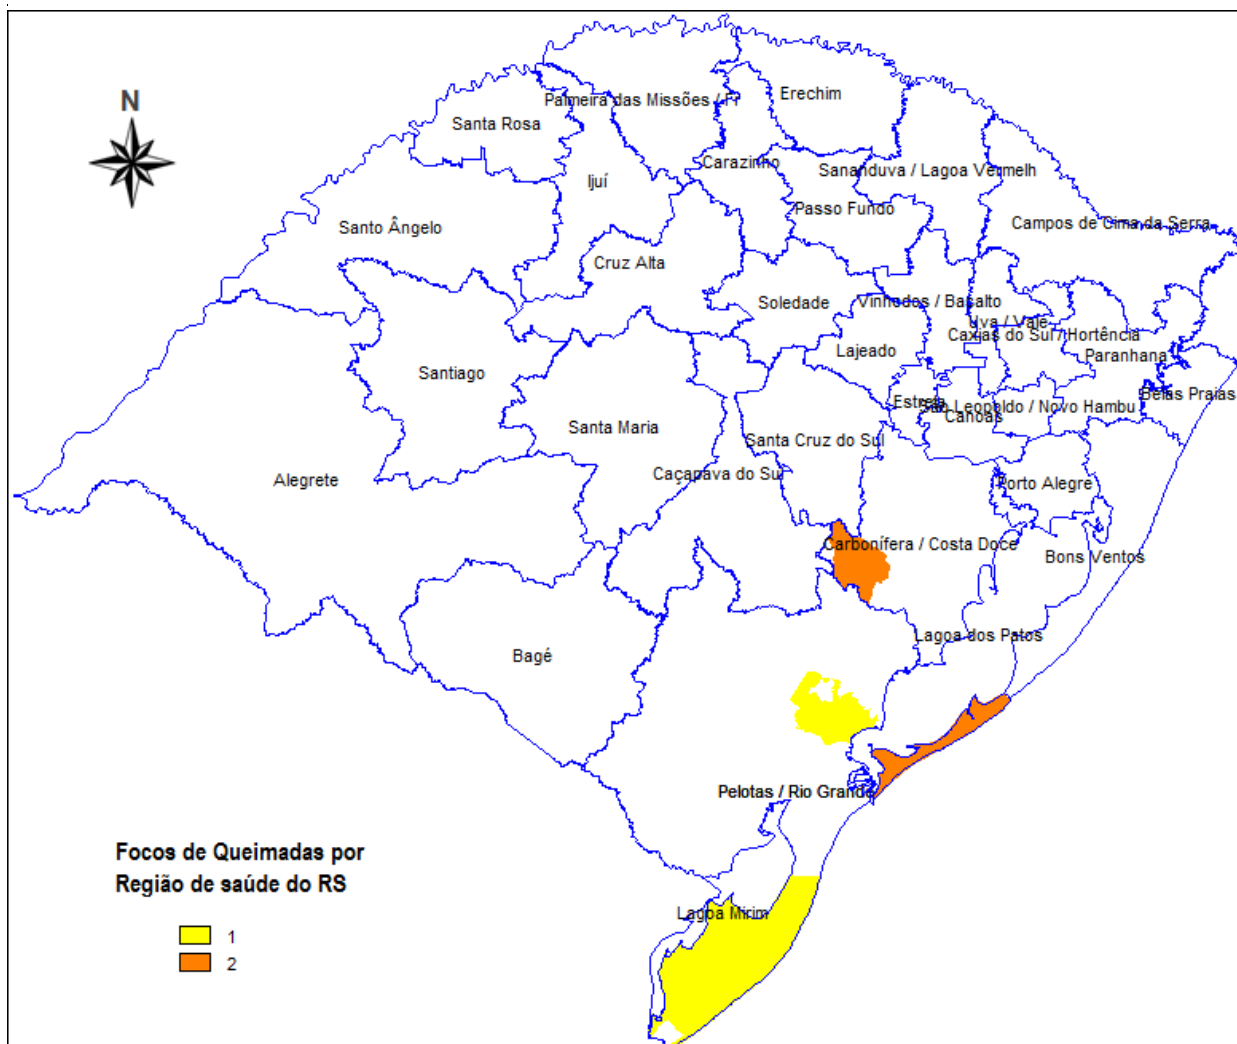 N
Palmeira das Missões / Fr
Erechim
Santa Rosa
Carazinho
Sananduva / Lagoa Vermelh
Ijuí
Passo Fundo
Campos de Cima da Serra
Santo Ângelo
Cruz Alta
Soledade
Vinhedos / Basalto
Uva / Vale
Caxias do Sul / Hortência
Lajeado
Paranhana
Santiago
Belas Praias
Estrela
São Leopoldo / Novo Hambu
Canoas
Santa Maria
Santa Cruz do Sul
Caçapava do Sul
Alegrete
Porto Alegre
Carbonífera / Costa Doce
Bons Ventos
Lagoa dos Patos
Bagé
Pelotas / Rio Grande
Focos de Queimadas por
Região de saúde do RS
Lagoa Mirim
1
2